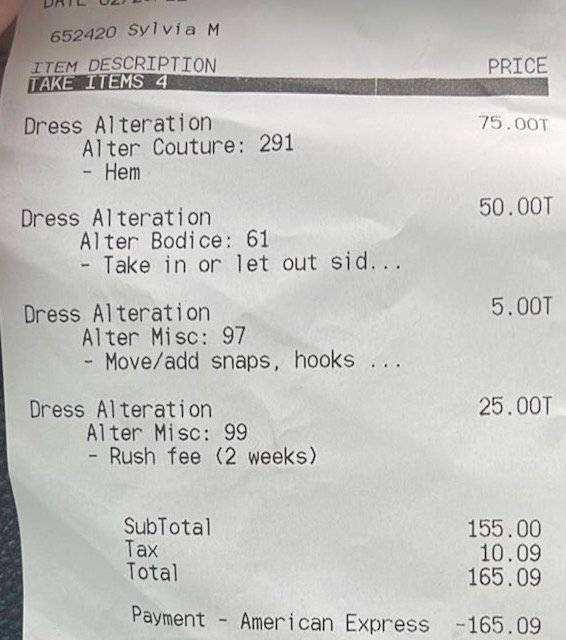 652420 Sylvia M
ITEM DESCRIPTION PRICE
TAKE ITEMS 4
Dress Alteration 75.00T
Alter Couture: 291
- Hem
Dress Alteration 50.00T
Alter Bodice: 61
- Take in or let out sid...
Dress Alteration 5.00T
Alter Misc: 97
- Move/add snaps, hooks ...
Dress Alteration 25.00T
Alter Misc: 99
- Rush fee (2 weeks)
SubTotal 155.00
Tax 10.09
Total 165.09
Payment - American Express -165.09